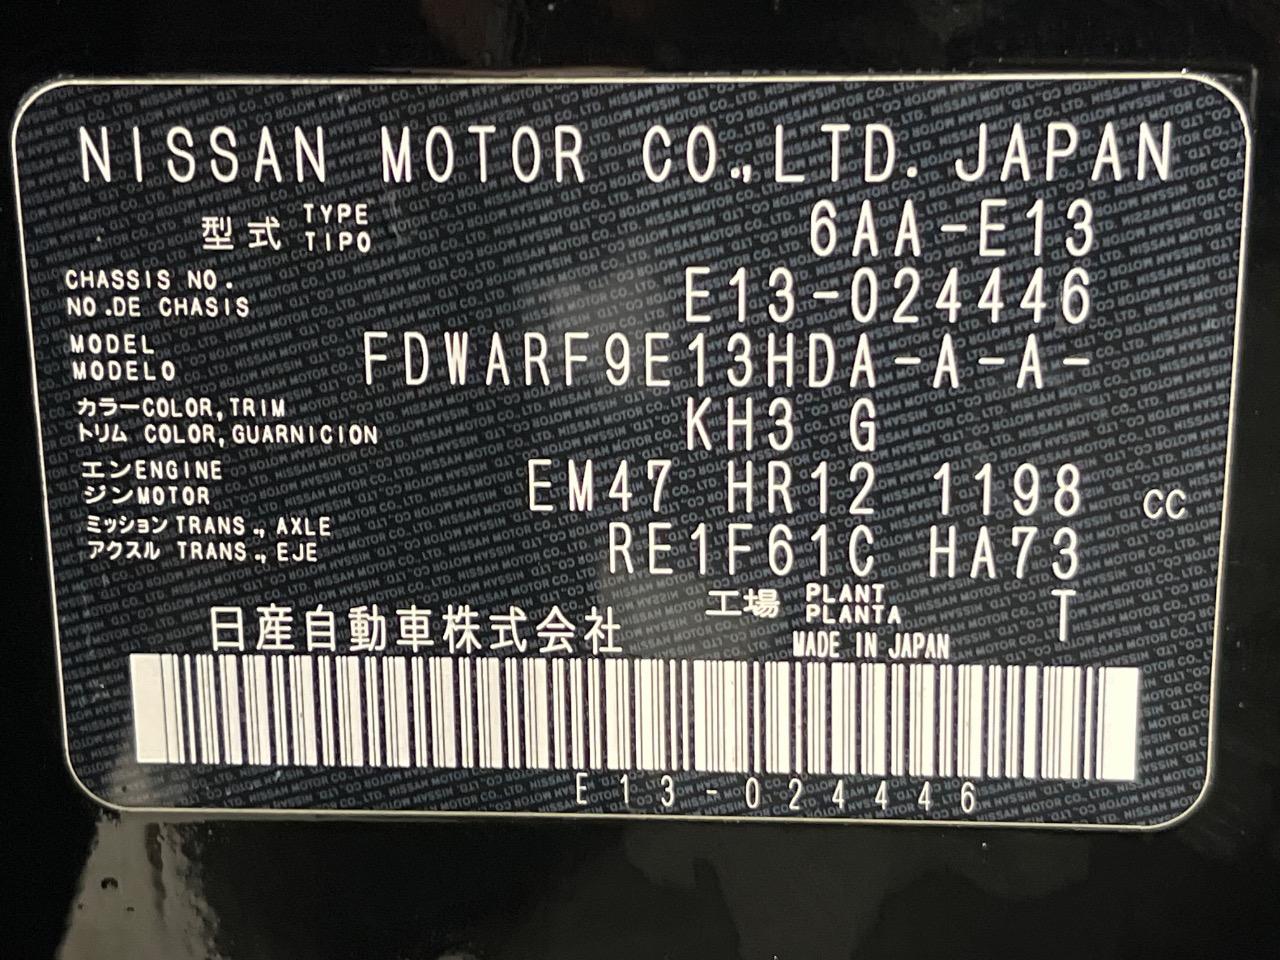 NISSAN MOTOR CO.,LTD. JAPAN
型式 TYPE TIPO 6AA-E13
CHASSIS NO.
NO.DE CHASIS E13-024446
MODEL
MODELO FDWARF9E13HDA-A-A-
カラーCOLOR,TRIM
トリム COLOR,GUARNICION KH3 G
エンENGINE
ジンMOTOR EM47 HR12 1198 cc
ミッションTRANS., AXLE
アクスル TRANS., EJE RE1F61C HA73
工場 PLANT PLANTA T
日産自動車株式会社 MADE IN JAPAN
E13-024446